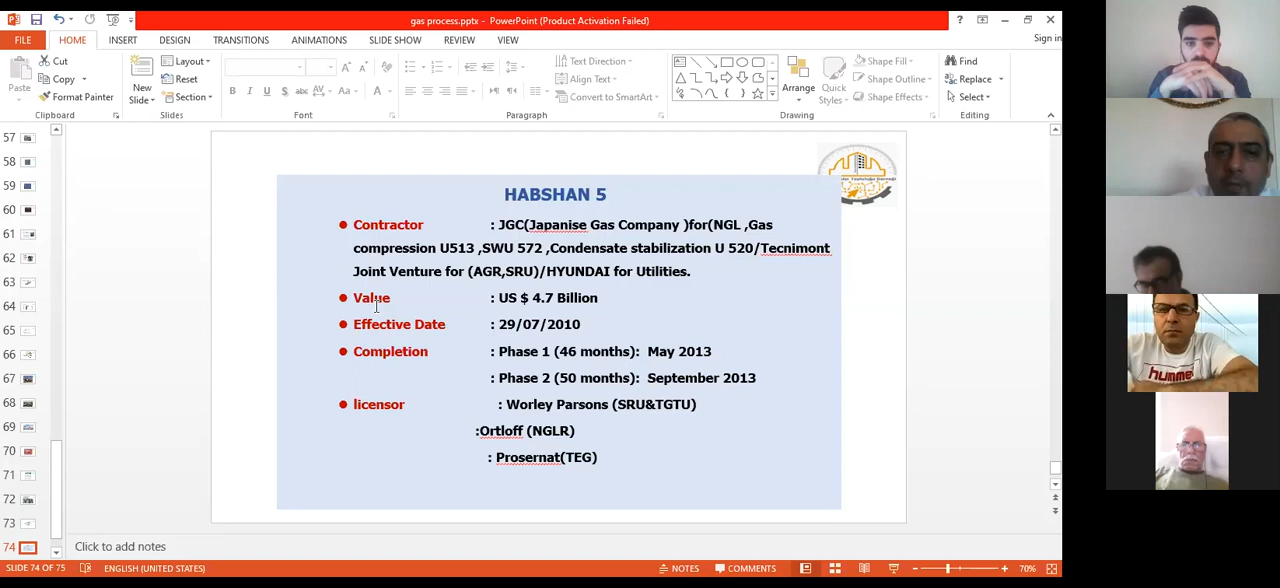 gas process.pptx - PowerPoint (Product Activation Failed)
FILE HOME INSERT DESIGN TRANSITIONS ANIMATIONS SLIDE SHOW REVIEW VIEW Sign in
Paste
Cut
Copy
Format Painter
Clipboard
New
Slide
Layout
Reset
Section
Slides
B I U S abc AV Aa A
Font
Text Direction
Align Text
Convert to SmartArt
Paragraph
Arrange
Quick
Styles
Shape Fill
Shape Outline
Shape Effects
Drawing
Find
Replace
Select
Editing
57
58
59
60
61
62
63
64
65
66
67
68
69
70
71
72
73
74
HABSHAN 5
Contractor : JGC(Japanise Gas Company )for(NGL ,Gas
compression U513 ,SWU 572 ,Condensate stabilization U 520/Tecnimont
Joint Venture for (AGR,SRU)/HYUNDAI for Utilities.
Value : US $ 4.7 Billion
Effective Date : 29/07/2010
Completion : Phase 1 (46 months): May 2013
: Phase 2 (50 months): September 2013
licensor : Worley Parsons (SRU&TGTU)
:Ortloff (NGLR)
: Prosernat(TEG)
Click to add notes
SLIDE 74 OF 75 ENGLISH (UNITED STATES) NOTES COMMENTS 70%
hummel